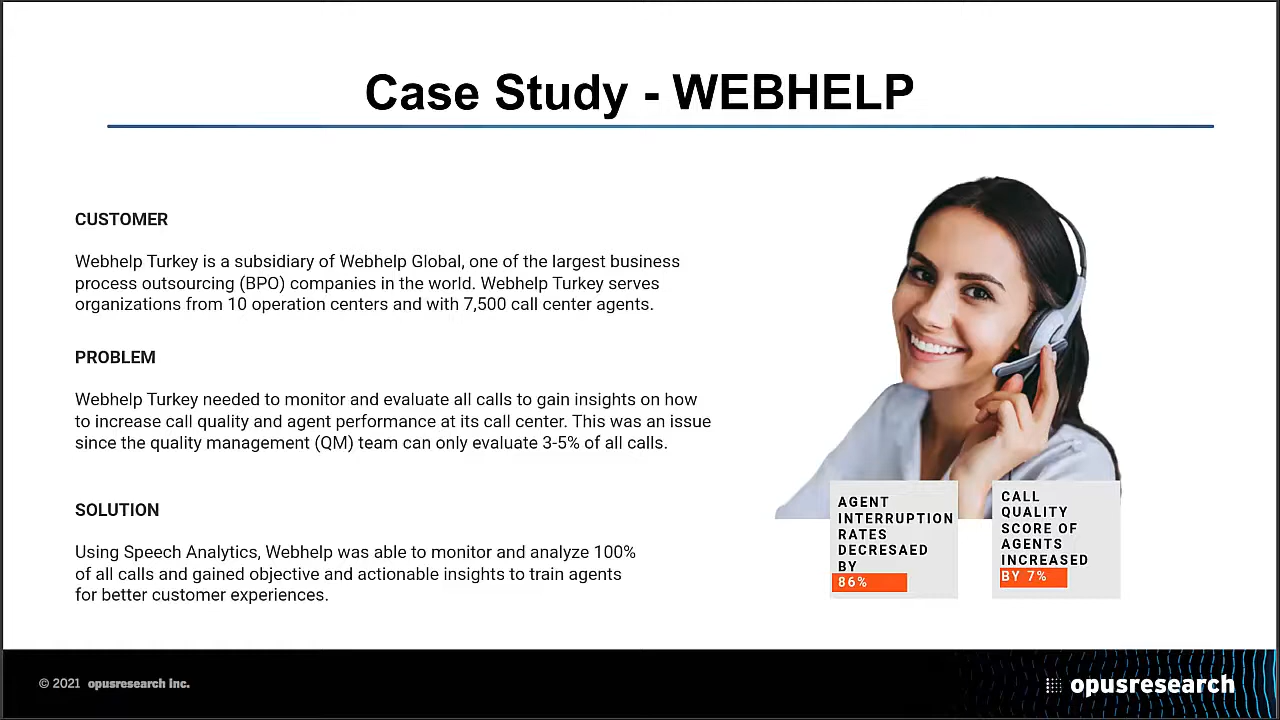 Case Study - WEBHELP
CUSTOMER
Webhelp Turkey is a subsidiary of Webhelp Global, one of the largest business
process outsourcing (BPO) companies in the world. Webhelp Turkey serves
organizations from 10 operation centers and with 7,500 call center agents.
PROBLEM
Webhelp Turkey needed to monitor and evaluate all calls to gain insights on how
to increase call quality and agent performance at its call center. This was an issue
since the quality management (QM) team can only evaluate 3-5% of all calls.
SOLUTION
Using Speech Analytics, Webhelp was able to monitor and analyze 100%
of all calls and gained objective and actionable insights to train agents
for better customer experiences.
AGENT
INTERRUPTION
RATES
DECRESAED
BY
86%
CALL
QUALITY
SCORE OF
AGENTS
INCREASED
BY 7%
© 2021 opusresearch Inc.
opusresearch